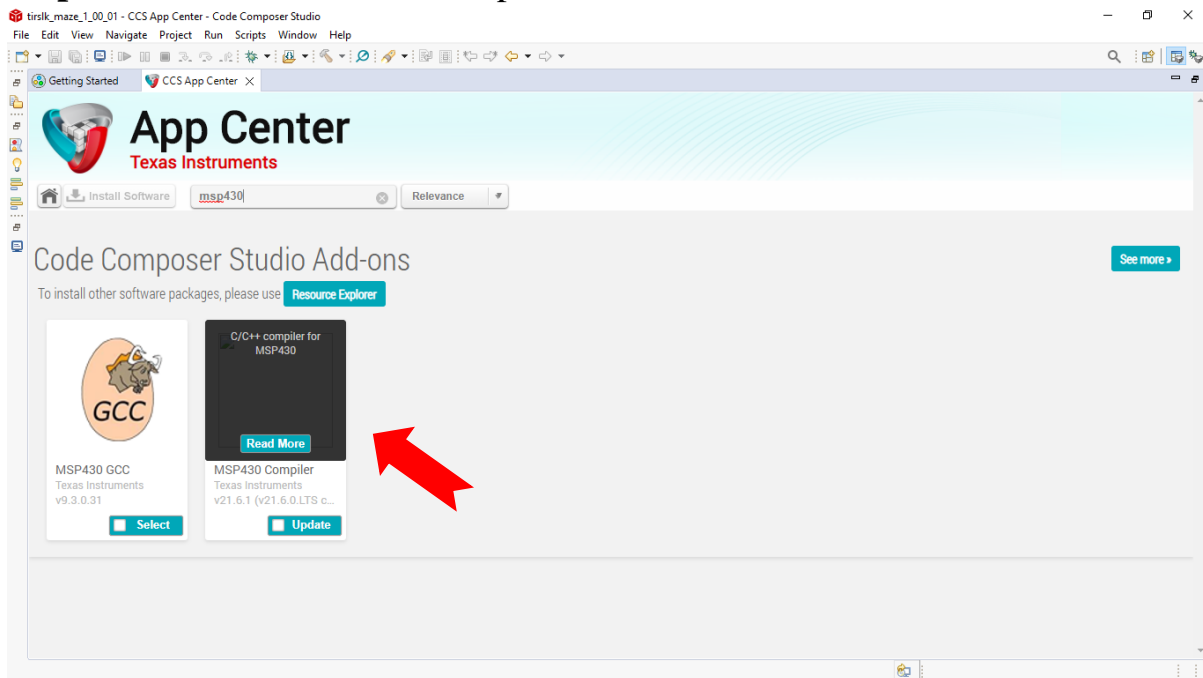 tirslk_maze_1_00_01 - CCS App Center - Code Composer Studio
File Edit View Navigate Project Run Scripts Window Help
Getting Started CCS App Center
App Center
Texas Instruments
Install Software msp430 Relevance
Code Composer Studio Add-ons
See more »
To install other software packages, please use Resource Explorer
C/C++ compiler for
MSP430
GCC
Read More
MSP430 GCC MSP430 Compiler
Texas Instruments Texas Instruments
v9.3.0.31 v21.6.1 (v21.6.0.LTS c...
Select Update